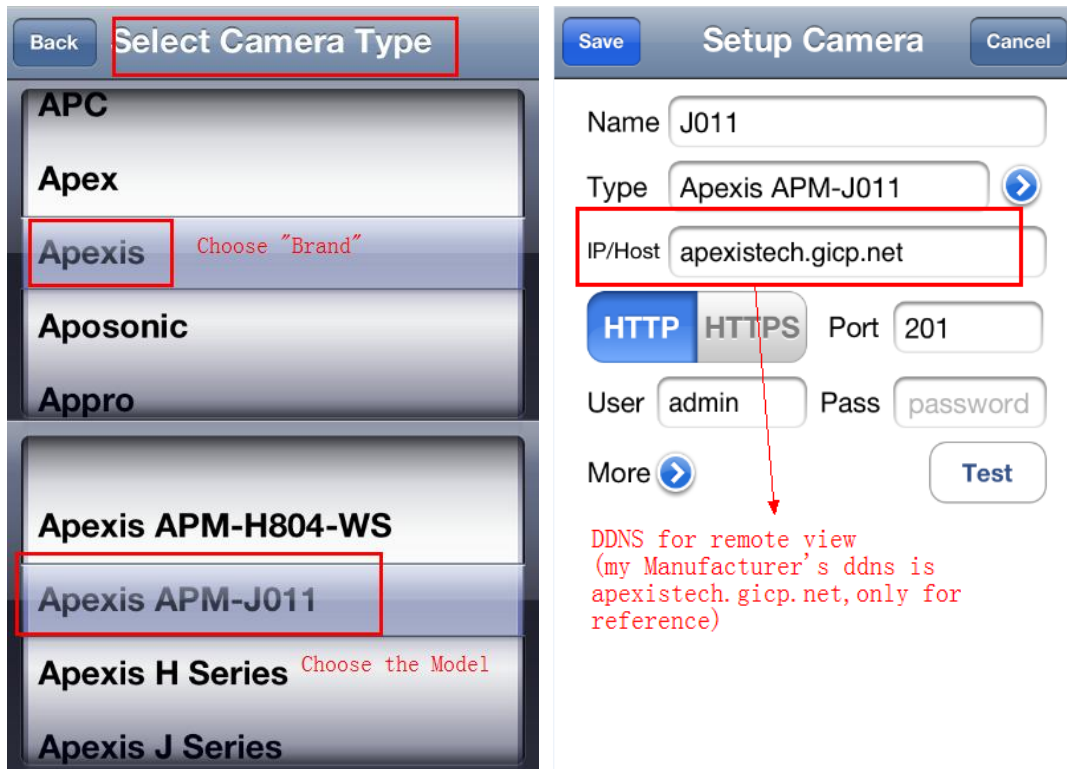 Back
Select Camera Type
APC
Apex
Apexis
Choose "Brand"
Aposonic
Appro
Apexis APM-H804-WS
Apexis APM-J011
Apexis H Series
Choose the Model
Apexis J Series
Save
Setup Camera
Cancel
Name J011
Type Apexis APM-J011
IP/Host apexistech.gicp.net
HTTP HTTPS Port 201
User admin Pass password
More Test
DDNS for remote view
(my Manufacturer's ddns is
apexistech.gicp.net,only for
reference)